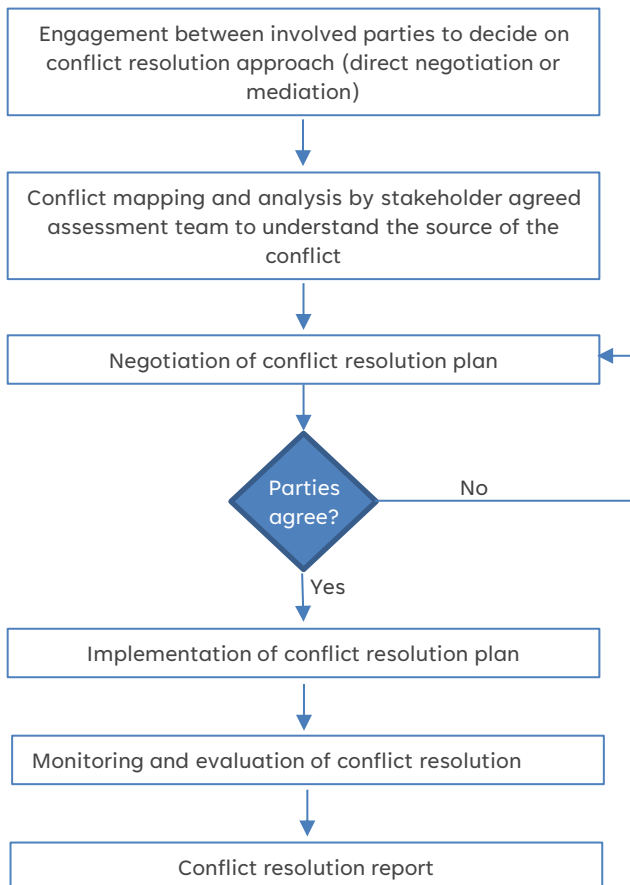 Engagement between involved parties to decide on
conflict resolution approach (direct negotiation or
mediation)
Conflict mapping and analysis by stakeholder agreed
assessment team to understand the source of the
conflict
Negotiation of conflict resolution plan
Parties
agree?
No
Yes
Implementation of conflict resolution plan
Monitoring and evaluation of conflict resolution
Conflict resolution report